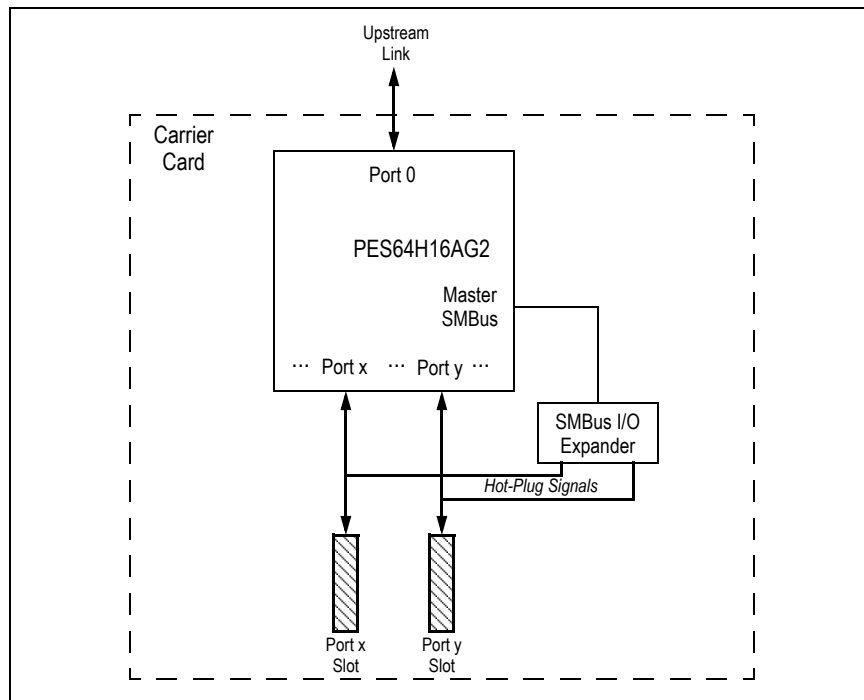 Upstream
Link
Carrier
Card
Port 0
PES64H16AG2
Master
SMBus
... Port x ... Port y ...
SMBus I/O
Expander
Hot-Plug Signals
Port x
Slot
Port y
Slot